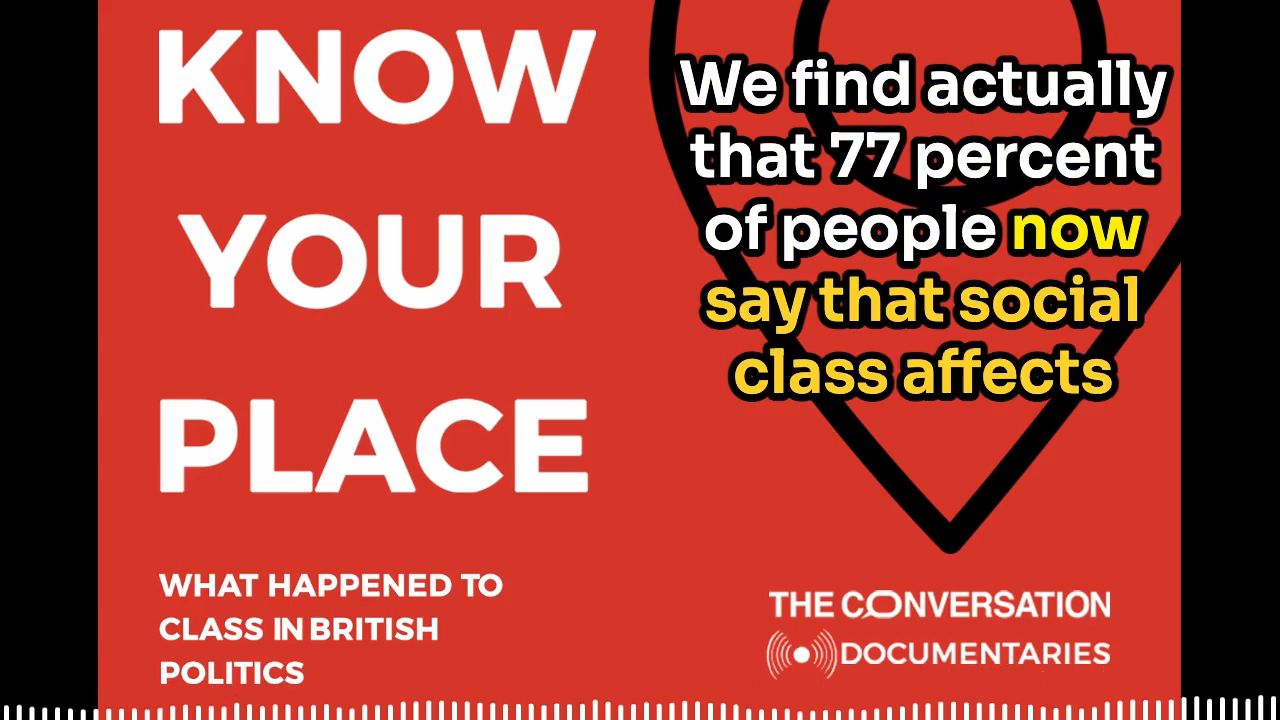 KNOW
YOUR
PLACE
WHAT HAPPENED TO
CLASS IN BRITISH
POLITICS
We find actually
that 77 percent
of people now
say that social
class affects
THE CONVERSATION
DOCUMENTARIES